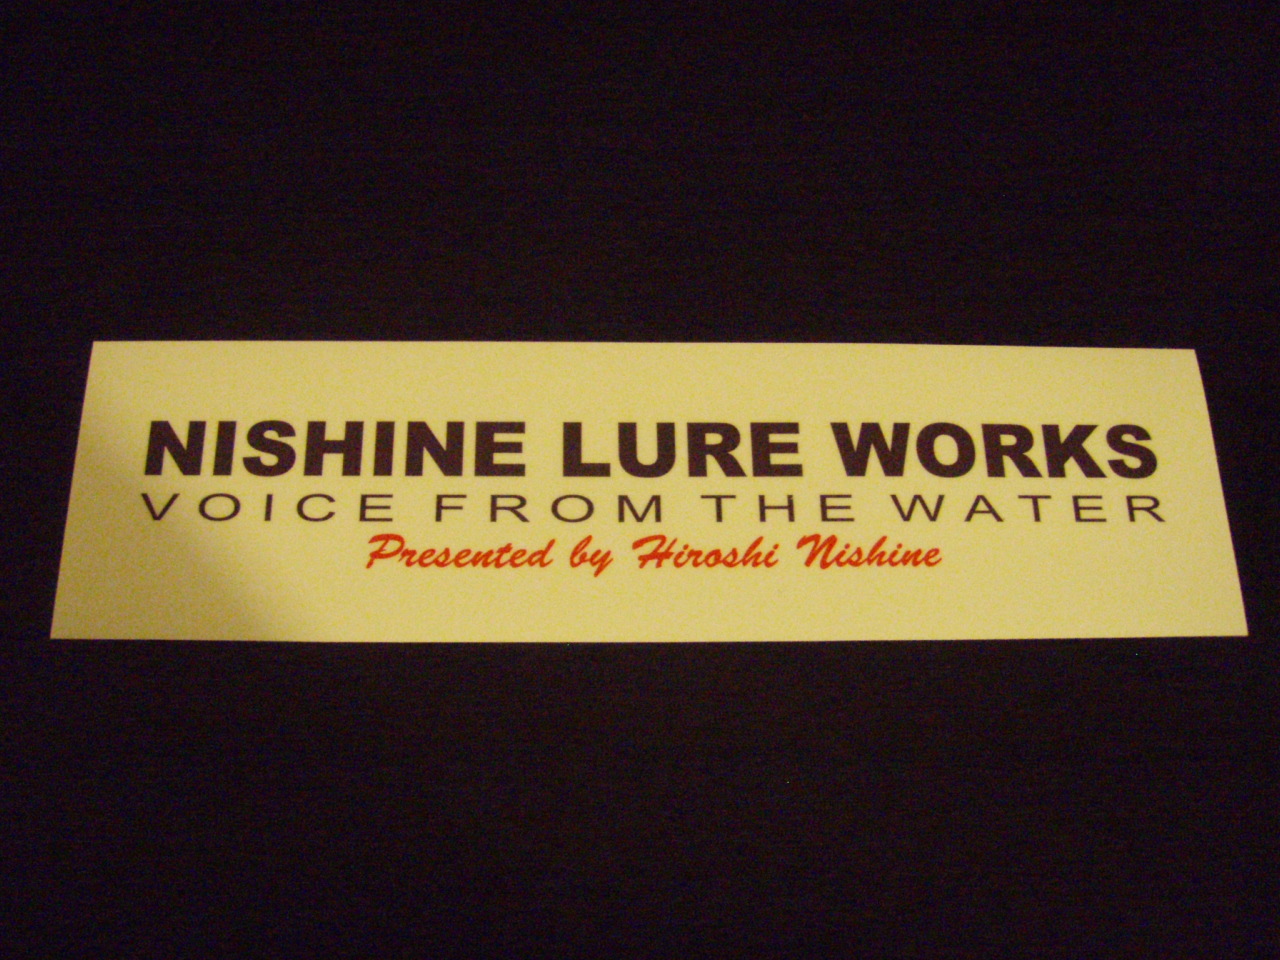 NISHINE LURE WORKS
VOICE FROM THE WATER
Presented by Hiroshi Nishine